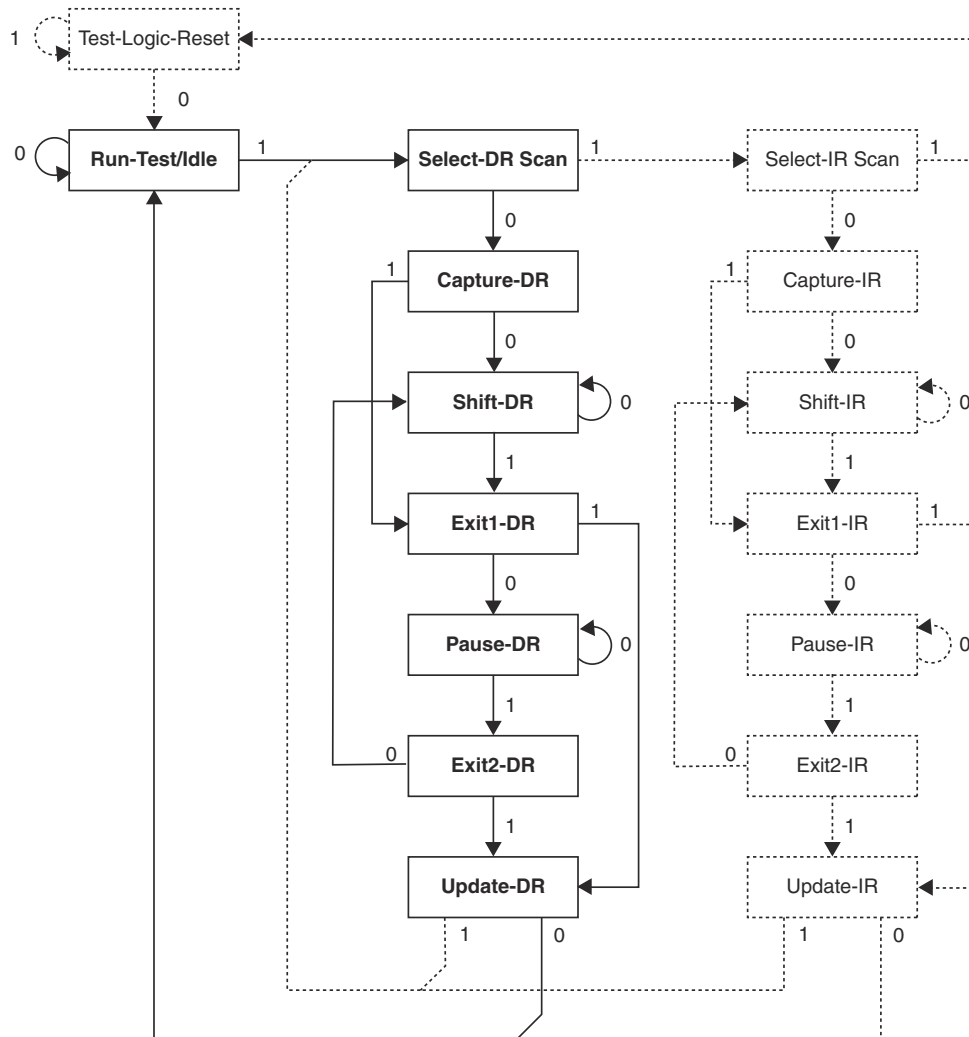 1 Test-Logic-Reset
0
0 Run-Test/Idle 1 Select-DR Scan 1 Select-IR Scan 1
0 0
1 Capture-DR 1 Capture-IR
0 0
Shift-DR 0 Shift-IR 0
1 1
Exit1-DR 1 Exit1-IR 1
0 0
Pause-DR 0 Pause-IR 0
1 1
0 Exit2-DR 0 Exit2-IR
1 1
Update-DR Update-IR
1 0 1 0